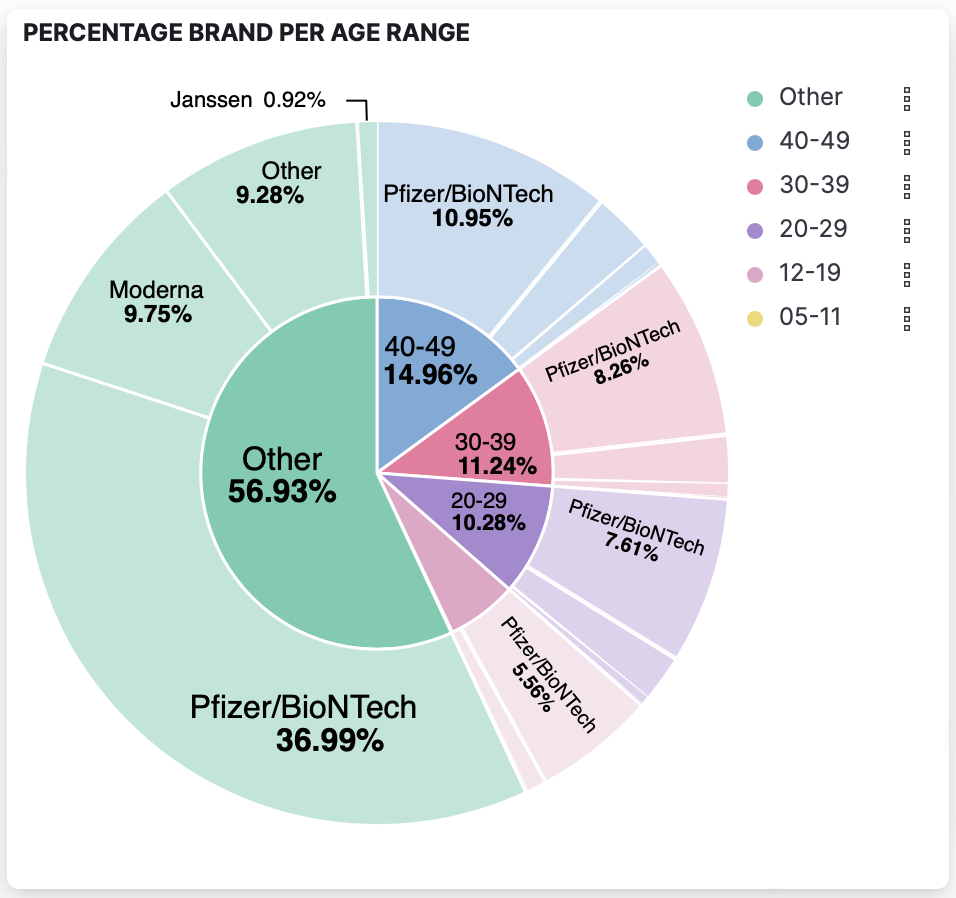 PERCENTAGE BRAND PER AGE RANGE
Janssen 0.92%
Other
9.28%
Moderna
9.75%
Pfizer/BioNTech
10.95%
Pfizer/BioNTech
8.26%
40-49
14.96%
30-39
11.24%
20-29
10.28%
Other
56.93%
Pfizer/BioNTech
7.61%
Pfizer/BioNTech
5.56%
Pfizer/BioNTech
36.99%
Other
40-49
30-39
20-29
12-19
05-11